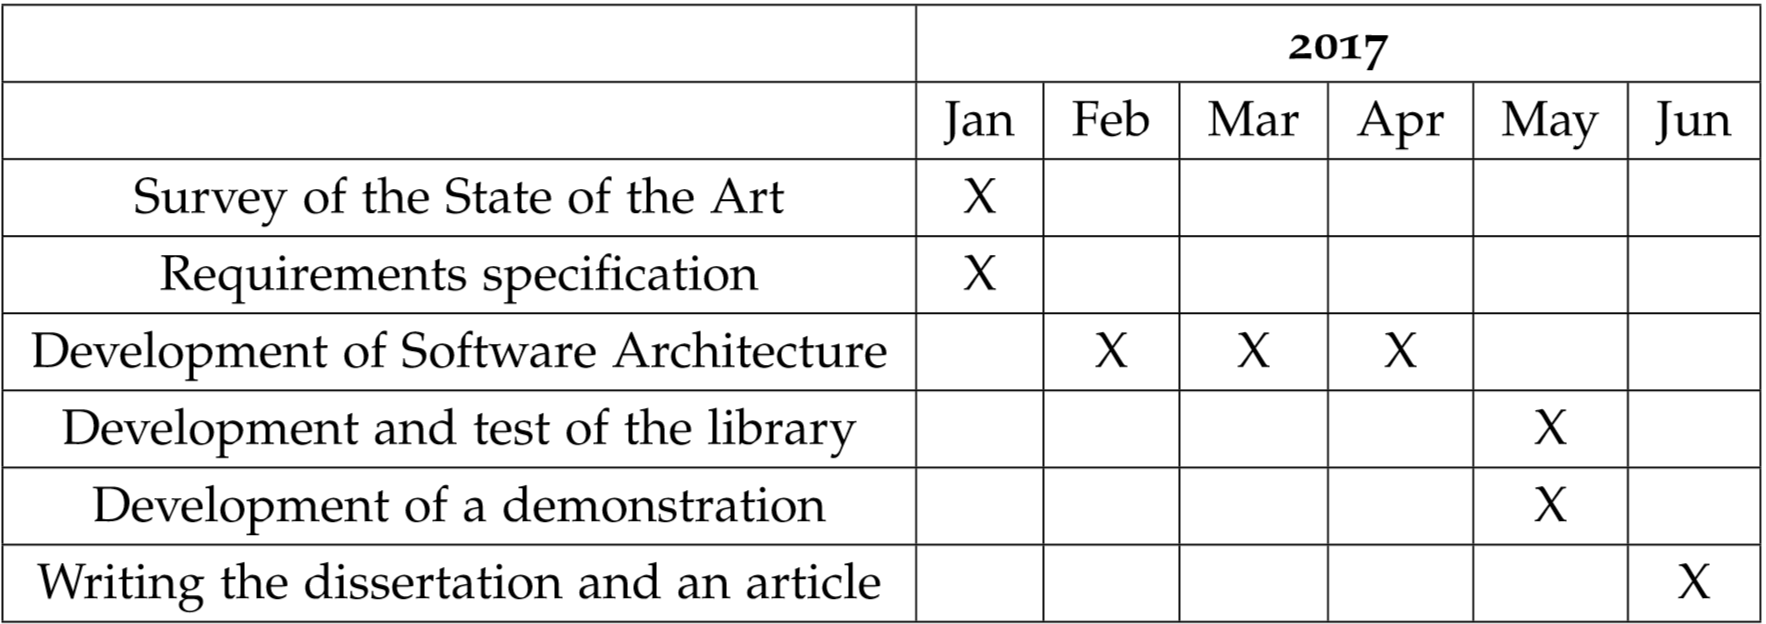 2017
Jan Feb Mar Apr May Jun
Survey of the State of the Art X
Requirements specification X
Development of Software Architecture X X X
Development and test of the library X
Development of a demonstration X
Writing the dissertation and an article X